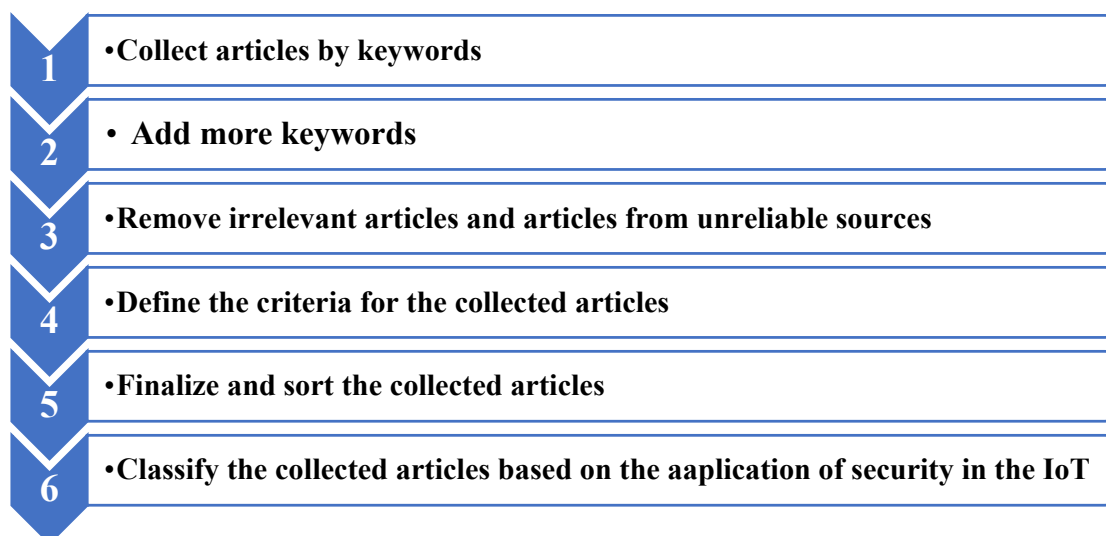 1
•Collect articles by keywords
2
• Add more keywords
3
•Remove irrelevant articles and articles from unreliable sources
4
•Define the criteria for the collected articles
5
•Finalize and sort the collected articles
6
•Classify the collected articles based on the aaplication of security in the IoT